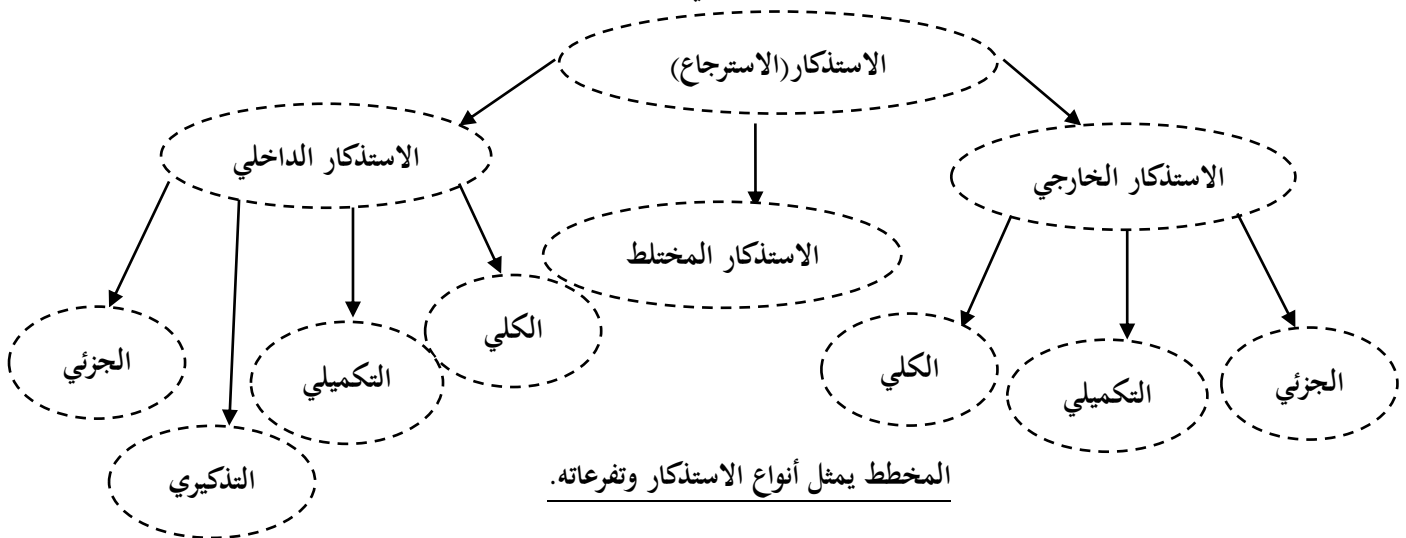 الاستذكار(الاسترجاع)
الاستذكار الخارجي
الاستذكار المختلط
الاستذكار الداخلي
الجزئي
التكميلي
الكلي
الكلي
التكميلي
التذكيري
الجزئي
المخطط يمثل أنواع الاستذكار وتفرعاته.